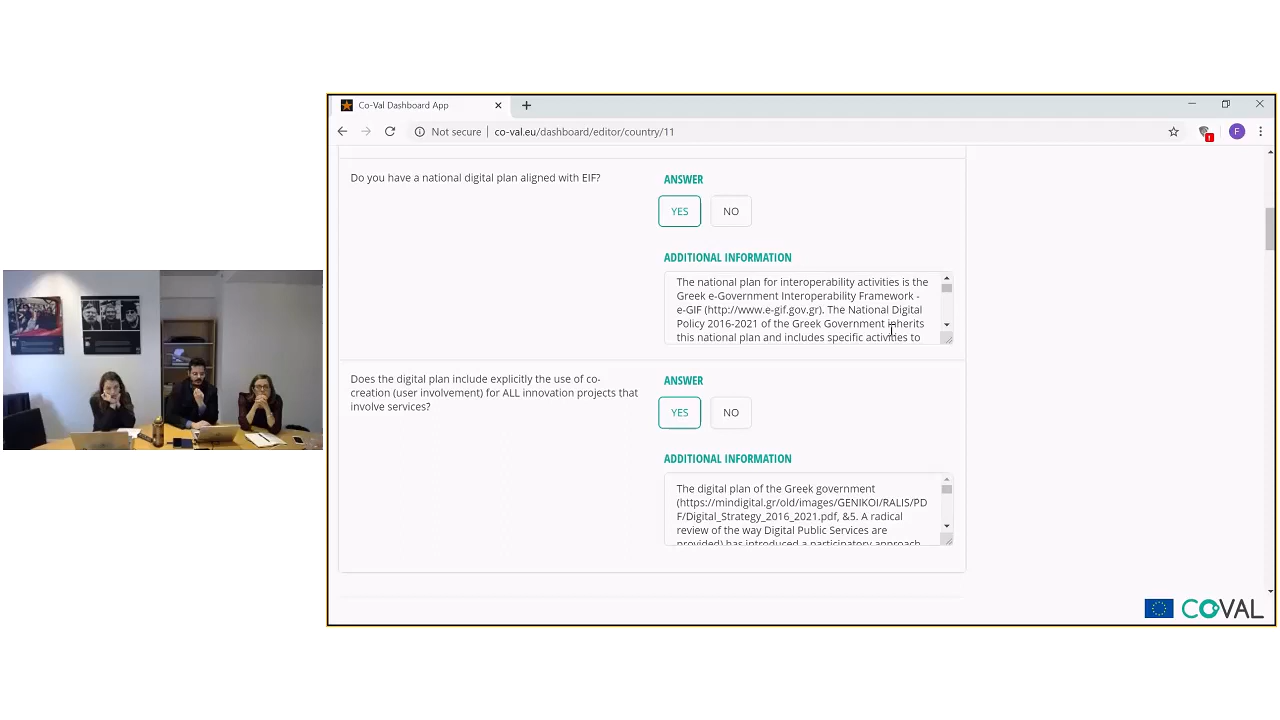 Co-Val Dashboard App
Not secure
co-val.eu/dashboard/editor/country/11
F
Do you have a national digital plan aligned with EIF?
ANSWER
YES
NO
ADDITIONAL INFORMATION
The national plan for interoperability activities is the
Greek e-Government Interoperability Framework -
e-GIF (http://www.e-gif.gov.gr). The National Digital
Policy 2016-2021 of the Greek Government inherits
this national plan and includes specific activities to
Does the digital plan include explicitly the use of co-
creation (user involvement) for ALL innovation projects that
involve services?
ANSWER
YES
NO
ADDITIONAL INFORMATION
The digital plan of the Greek government
(https://mindigital.gr/old/images/GENIKOI/RALIS/PD
F/Digital_Strategy_2016_2021.pdf, &5. A radical
review of the way Digital Public Services are
provided) has introduced a participatory approach
COVAL